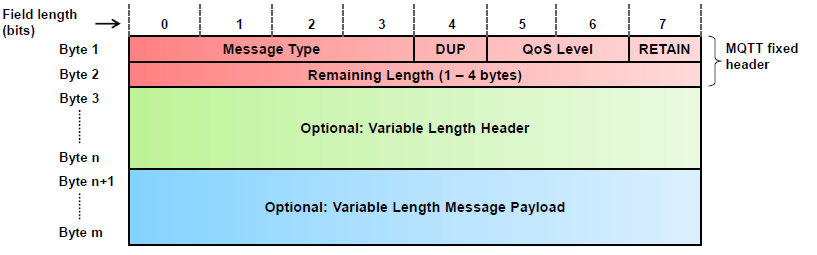 Field length
(bits)
0 1 2 3 4 5 6 7
Byte 1
Message Type DUP QoS Level RETAIN
MQTT fixed
header
Byte 2
Remaining Length (1 – 4 bytes)
Byte 3
Optional: Variable Length Header
Byte n
Byte n+1
Optional: Variable Length Message Payload
Byte m